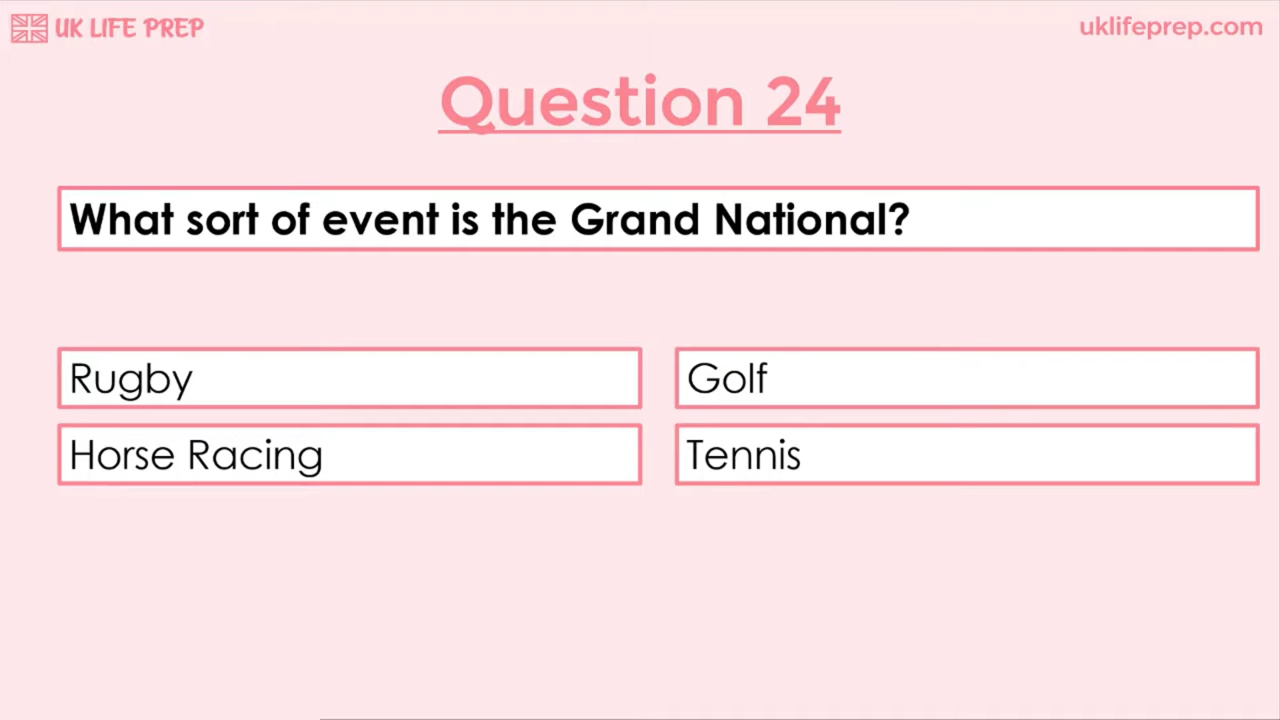 UK LIFE PREP
uklifeprep.com
Question 24
What sort of event is the Grand National?
Rugby
Golf
Horse Racing
Tennis